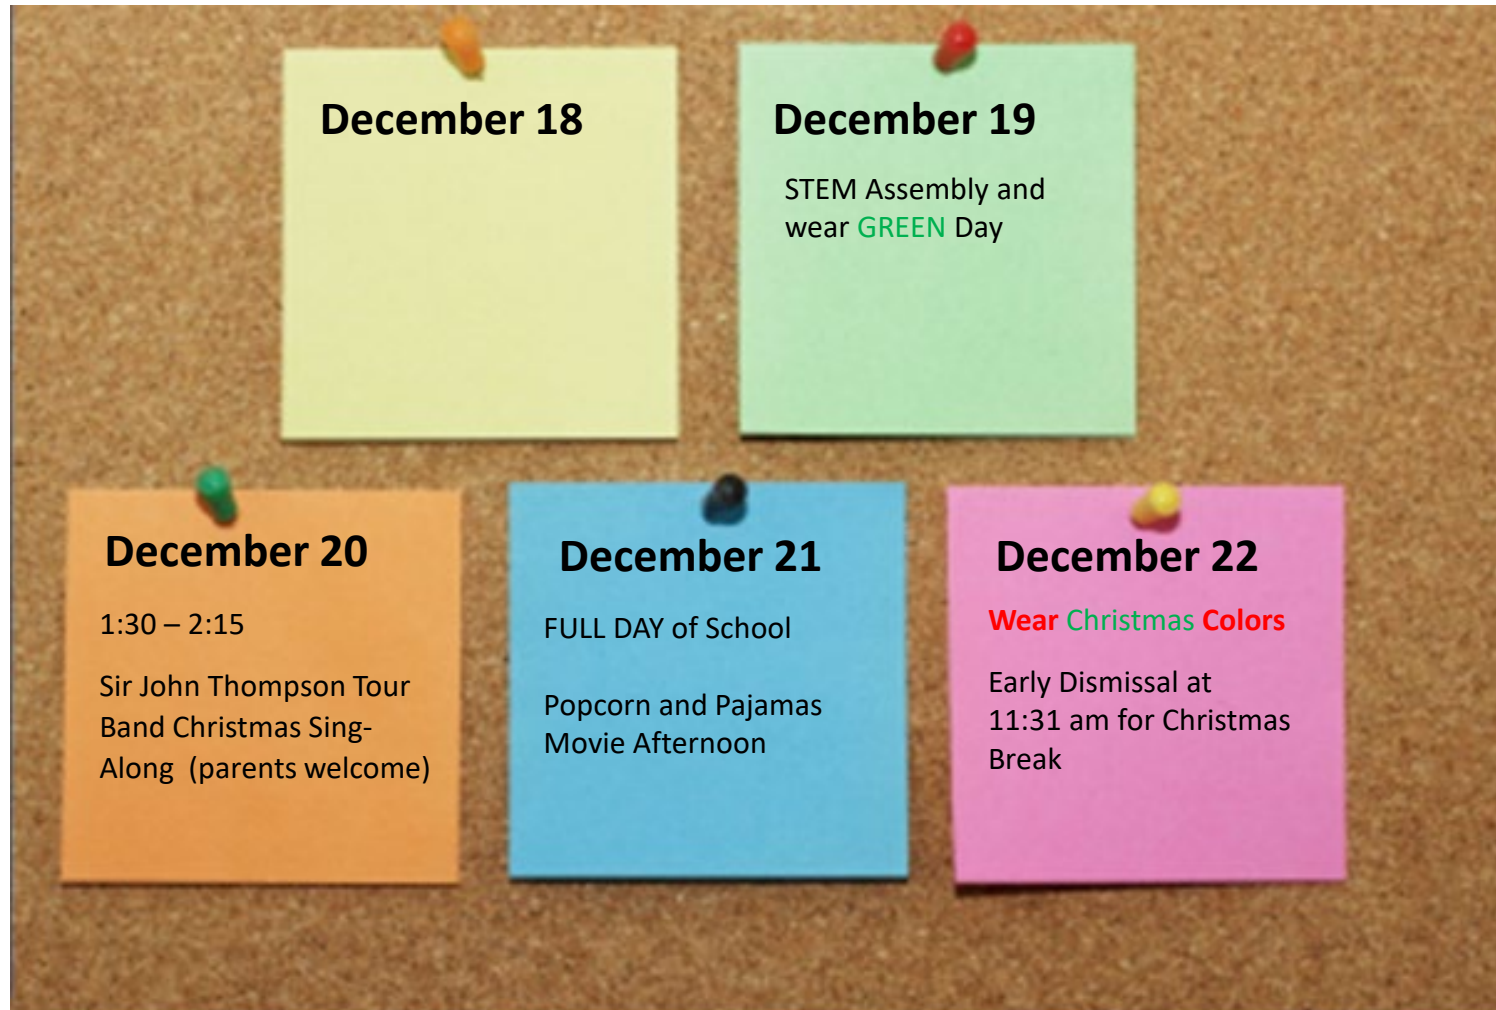 December 18
December 19
STEM Assembly and
wear GREEN Day
December 20
1:30 – 2:15
Sir John Thompson Tour
Band Christmas Sing-
Along  (parents welcome)
December 21
FULL DAY of School
Popcorn and Pajamas
Movie Afternoon
December 22
Wear Christmas Colors
Early Dismissal at
11:31 am for Christmas
Break